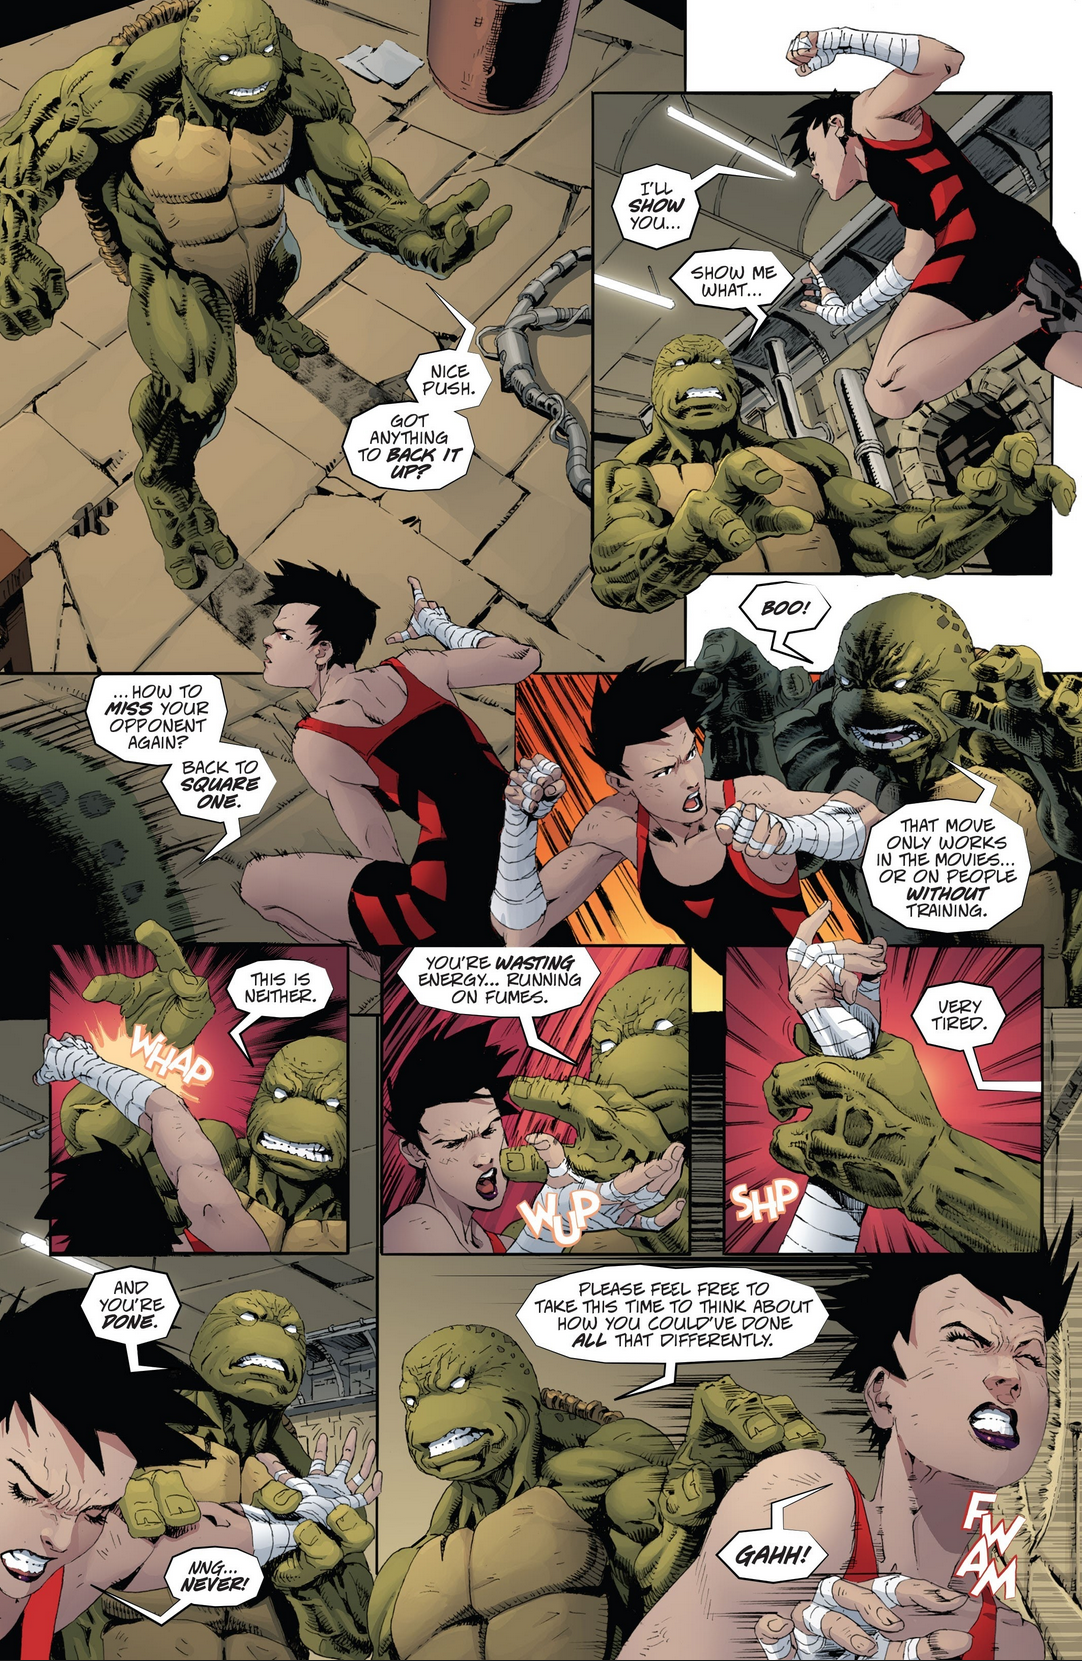 NICE
PUSH.
GOT
ANYTHING
TO BACK IT
UP?
I'LL
SHOW
YOU...
SHOW ME
WHAT...
...HOW TO
MISS YOUR
OPPONENT
AGAIN?
BACK TO
SQUARE
ONE.
BOO!
THAT MOVE
ONLY WORKS
IN THE MOVIES...
OR ON PEOPLE
WITHOUT
TRAINING.
THIS IS
NEITHER.
WHAP
YOU'RE WASTING
ENERGY... RUNNING
ON FUMES.
WUP
VERY
TIRED.
SHP
AND
YOU'RE
DONE.
NNG...
NEVER!
PLEASE FEEL FREE TO
TAKE THIS TIME TO THINK ABOUT
HOW YOU COULD'VE DONE
ALL THAT DIFFERENTLY.
GAHH!
FWAM